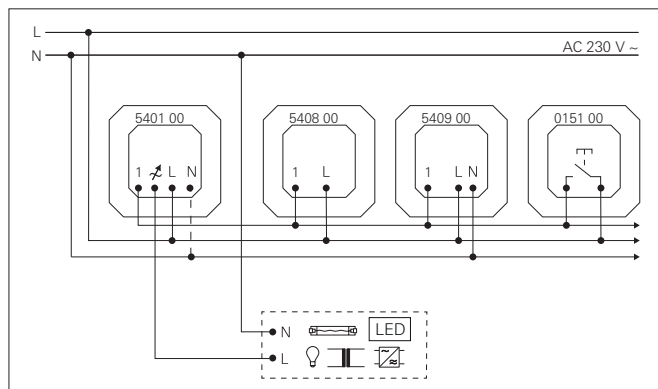 L
N
AC 230 V ~
5401 00
5408 00
5409 00
0151 00
1 L N
1 L
1 L N
N LED
L